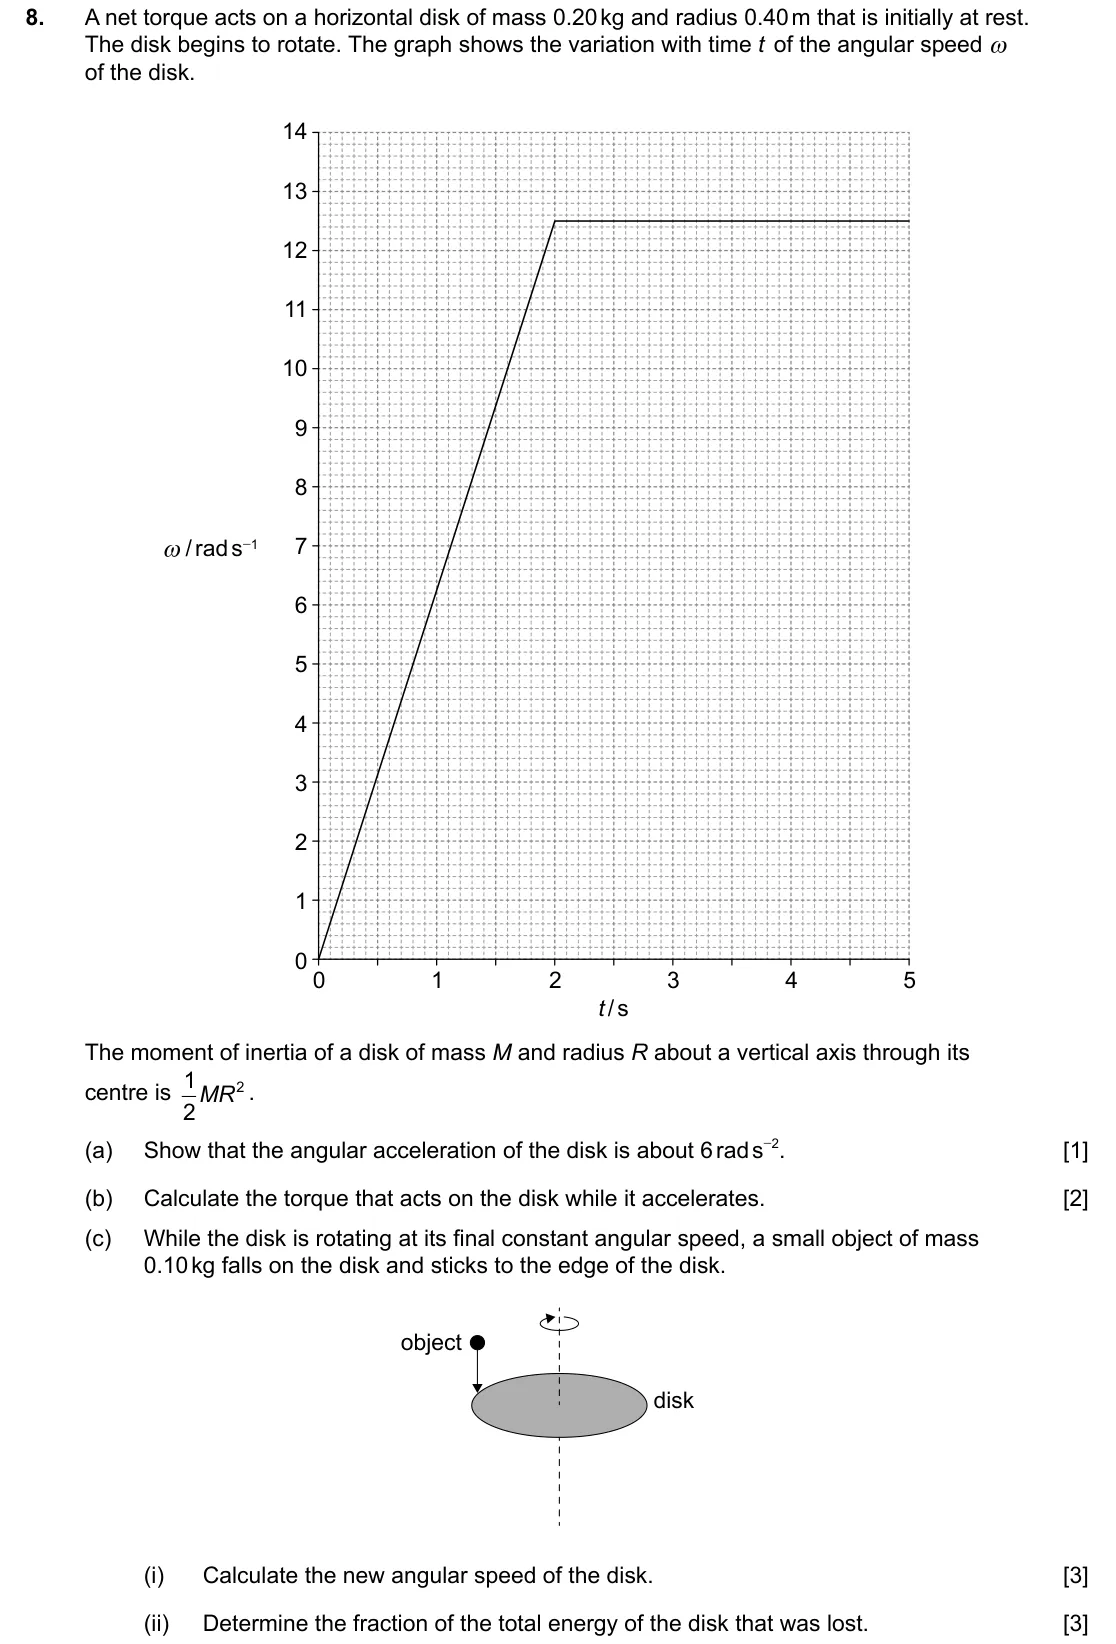 8. A net torque acts on a horizontal disk of mass 0.20 kg and radius 0.40 m that is initially at rest.
The disk begins to rotate. The graph shows the variation with time t of the angular speed ω
of the disk.
14
13
12
11
10
9
8
ω / rad s⁻¹ 7
6
5
4
3
2
1
0
0 1 2 3 4 5
t / s
The moment of inertia of a disk of mass M and radius R about a vertical axis through its
centre is 1/2 MR².
(a) Show that the angular acceleration of the disk is about 6 rad s⁻². [1]
(b) Calculate the torque that acts on the disk while it accelerates. [2]
(c) While the disk is rotating at its final constant angular speed, a small object of mass
0.10 kg falls on the disk and sticks to the edge of the disk.
object
disk
(i) Calculate the new angular speed of the disk. [3]
(ii) Determine the fraction of the total energy of the disk that was lost. [3]